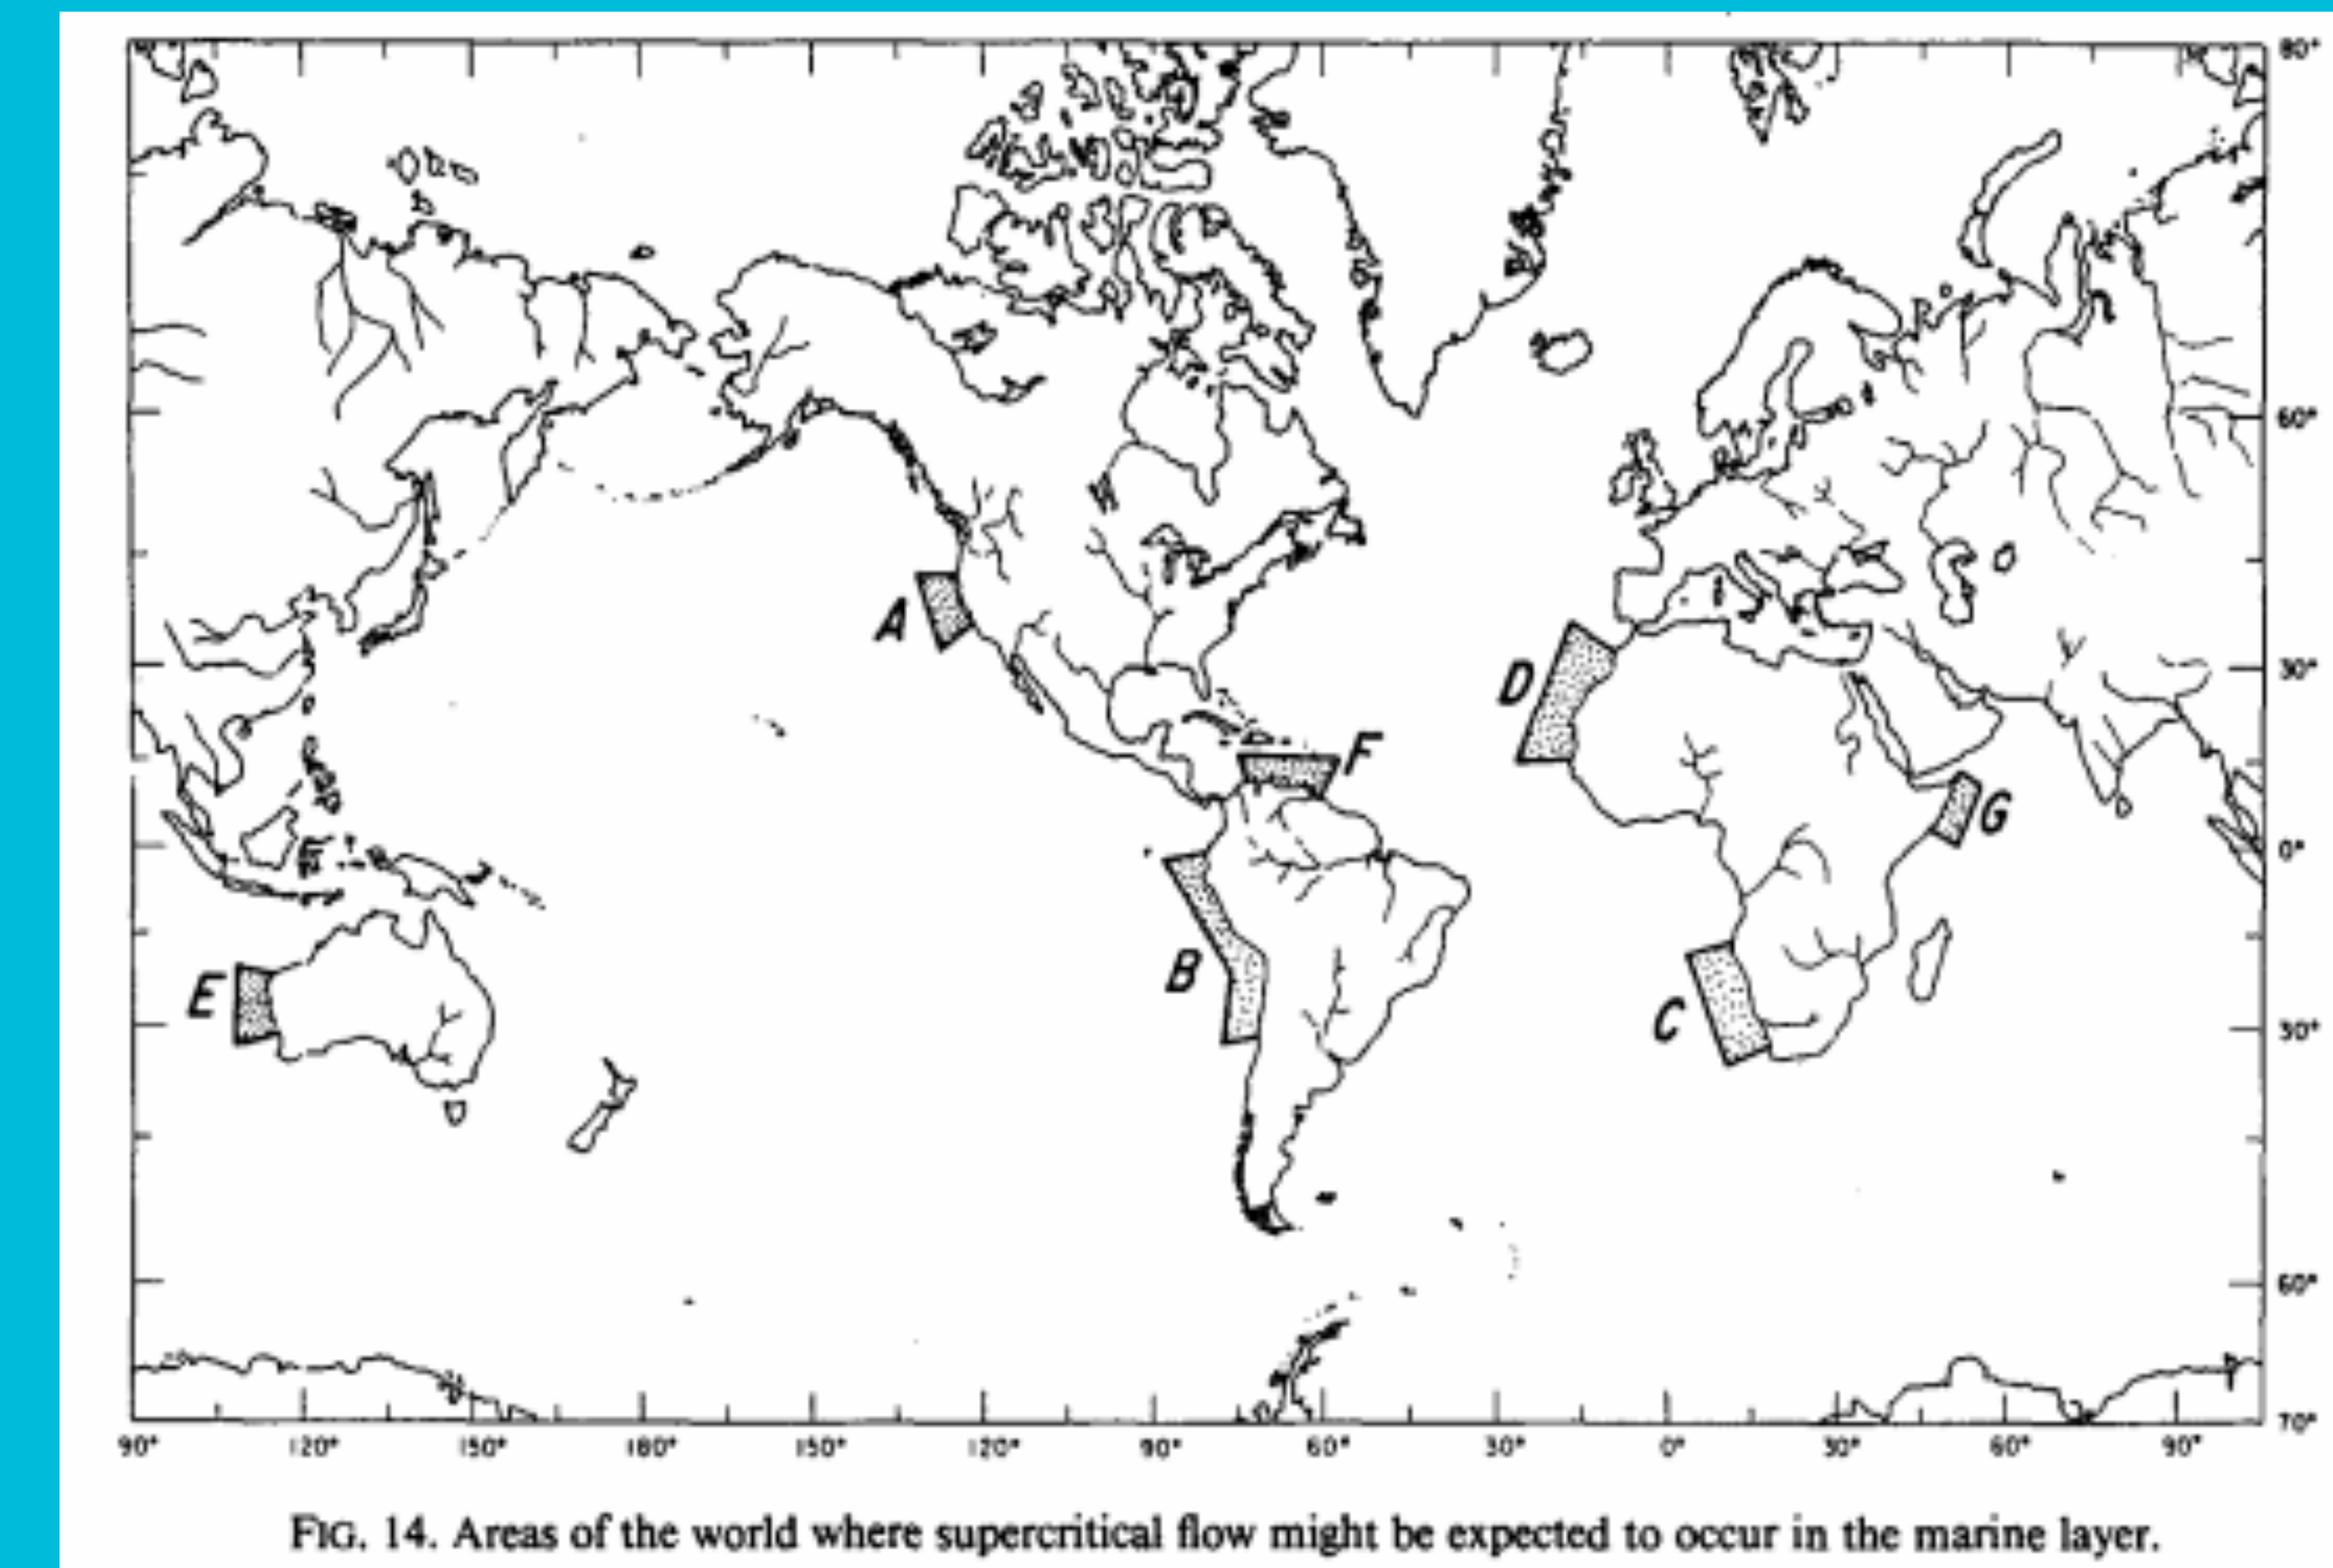 80°
60°
A
D
30°
F
G
0°
B
E
C
30°
60°
70°
90° 120° 150° 180° 150° 120° 90° 60° 30° 0° 30° 60° 90°
FIG. 14. Areas of the world where supercritical flow might be expected to occur in the marine layer.